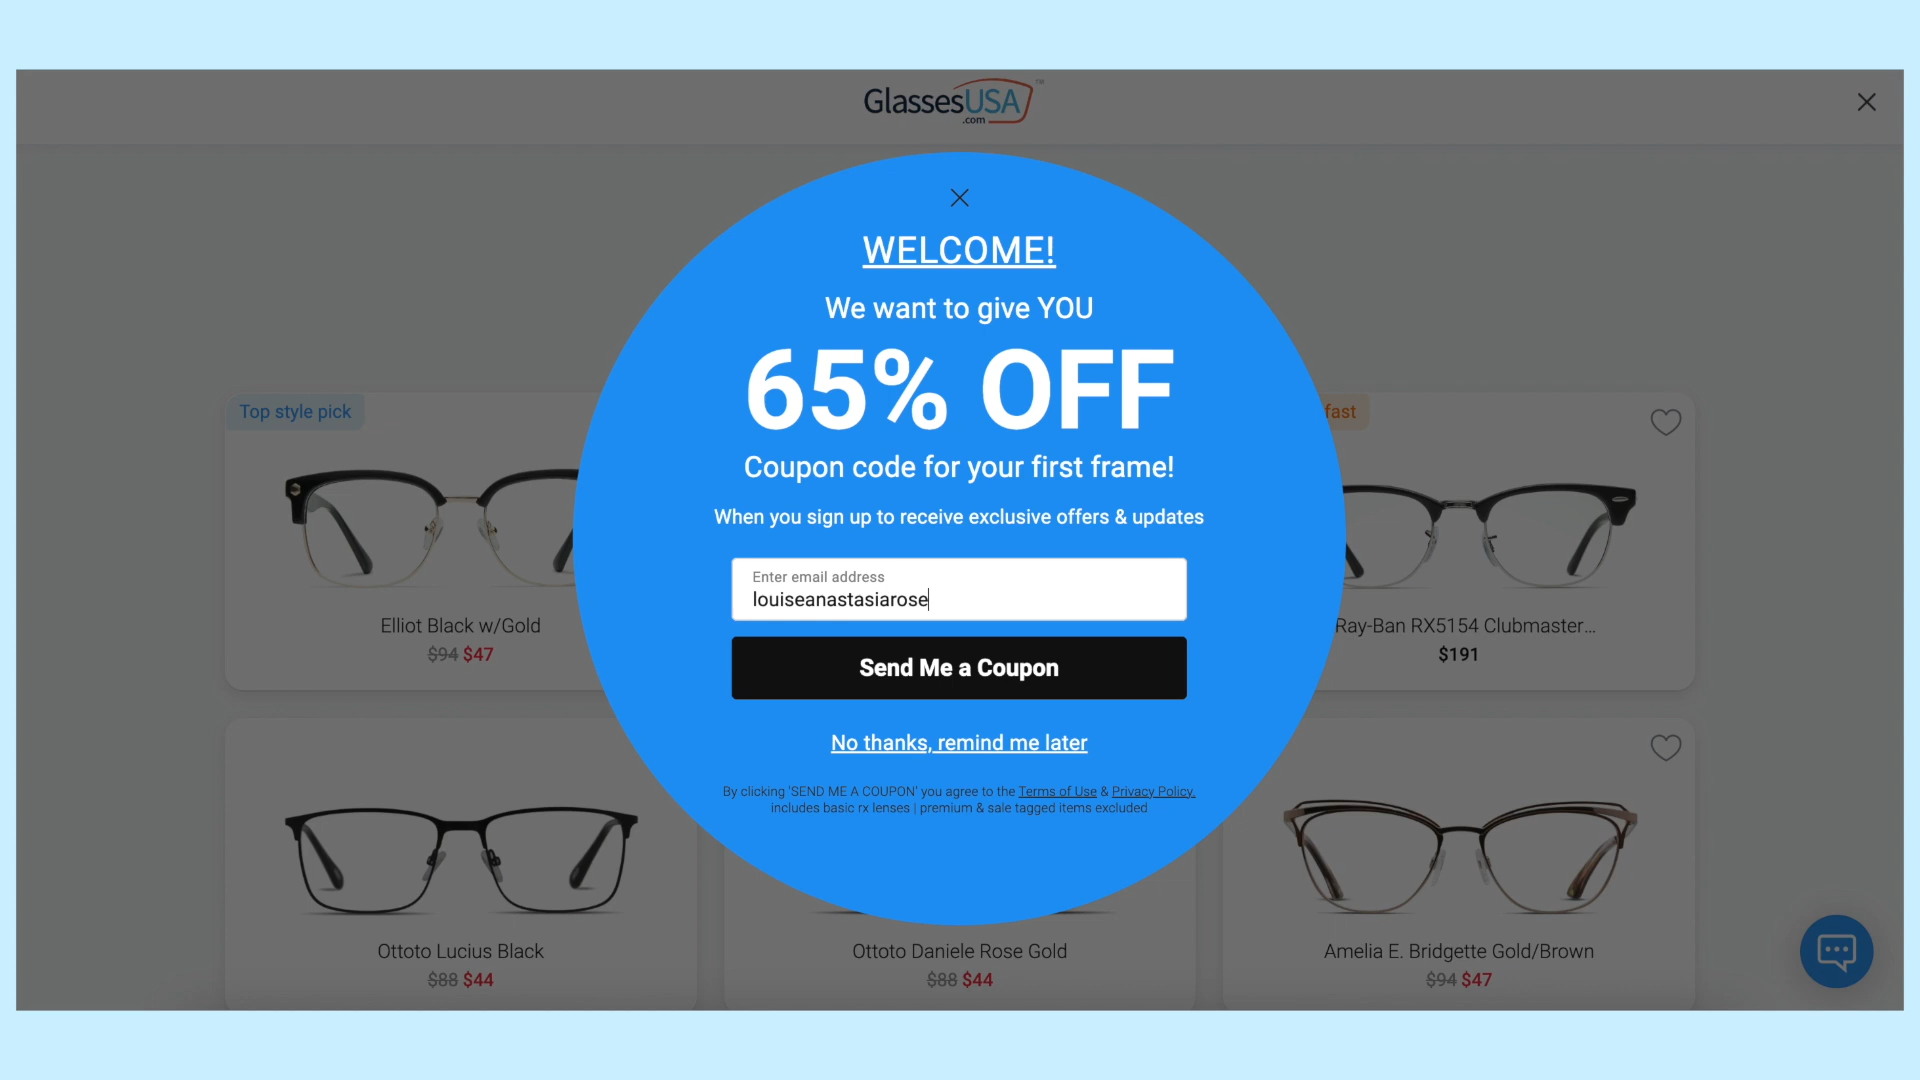 GlassesUSA™
.com
WELCOME!
We want to give YOU
65% OFF
Coupon code for your first frame!
When you sign up to receive exclusive offers & updates
Enter email address
louiseanastasiarose
Send Me a Coupon
No thanks, remind me later
By clicking 'SEND ME A COUPON' you agree to the Terms of Use & Privacy Policy.
includes basic rx lenses | premium & sale tagged items excluded
Top style pick
fast
Elliot Black w/Gold
$94 $47
Ray-Ban RX5154 Clubmaster...
$191
Ottoto Lucius Black
$88 $44
Ottoto Daniele Rose Gold
$88 $44
Amelia E. Bridgette Gold/Brown
$94 $47